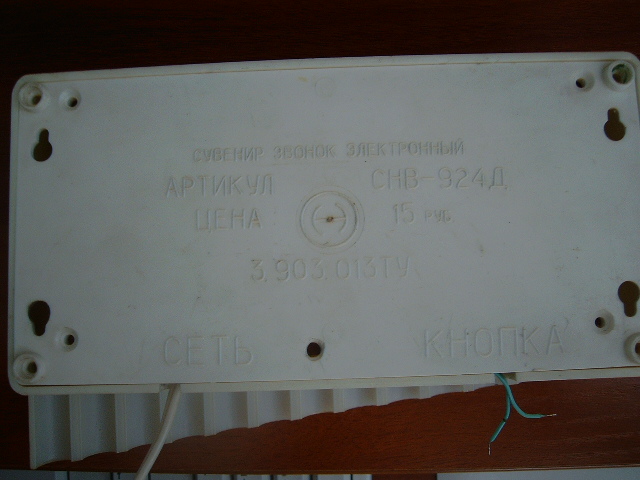 СУВЕНИР ЗВОНОК ЭЛЕКТРОННЫЙ
АРТИКУЛ СНВ-924Д
ЦЕНА 15 РУБ.
3.903.013ТУ
СЕТЬ КНОПКА